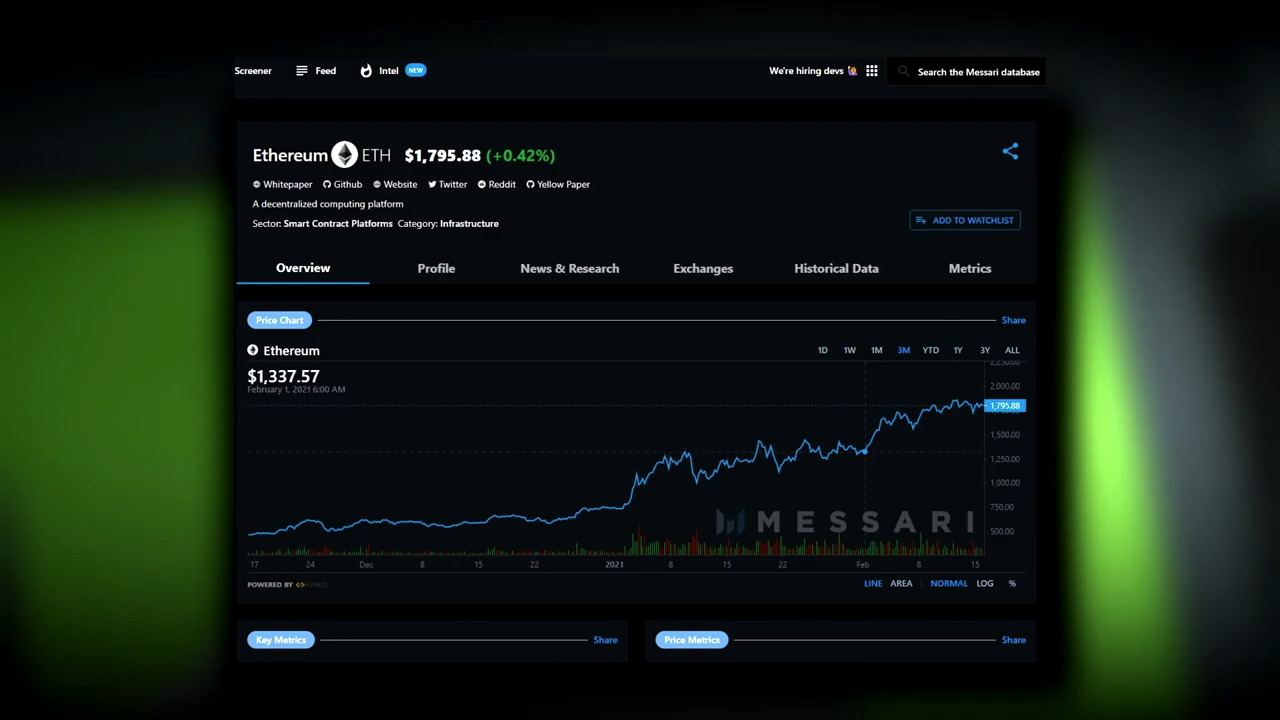 Screener Feed Intel NEW We're hiring devs Search the Messari database
Ethereum ETH $1,795.88 (+0.42%)
Whitepaper Github Website Twitter Reddit Yellow Paper
A decentralized computing platform
Sector: Smart Contract Platforms Category: Infrastructure
ADD TO WATCHLIST
Overview Profile News & Research Exchanges Historical Data Metrics
Price Chart Share
Ethereum 1D 1W 1M 3M YTD 1Y 3Y ALL
$1,337.57
February 1, 2021 6:00 AM
2,250.00
2,000.00
1,795.88
1,500.00
1,250.00
1,000.00
750.00
500.00
MESSARI
17 24 Dec 8 15 22 2021 8 15 22 Feb 8 15
POWERED BY KAIKO LINE AREA NORMAL LOG %
Key Metrics Share Price Metrics Share